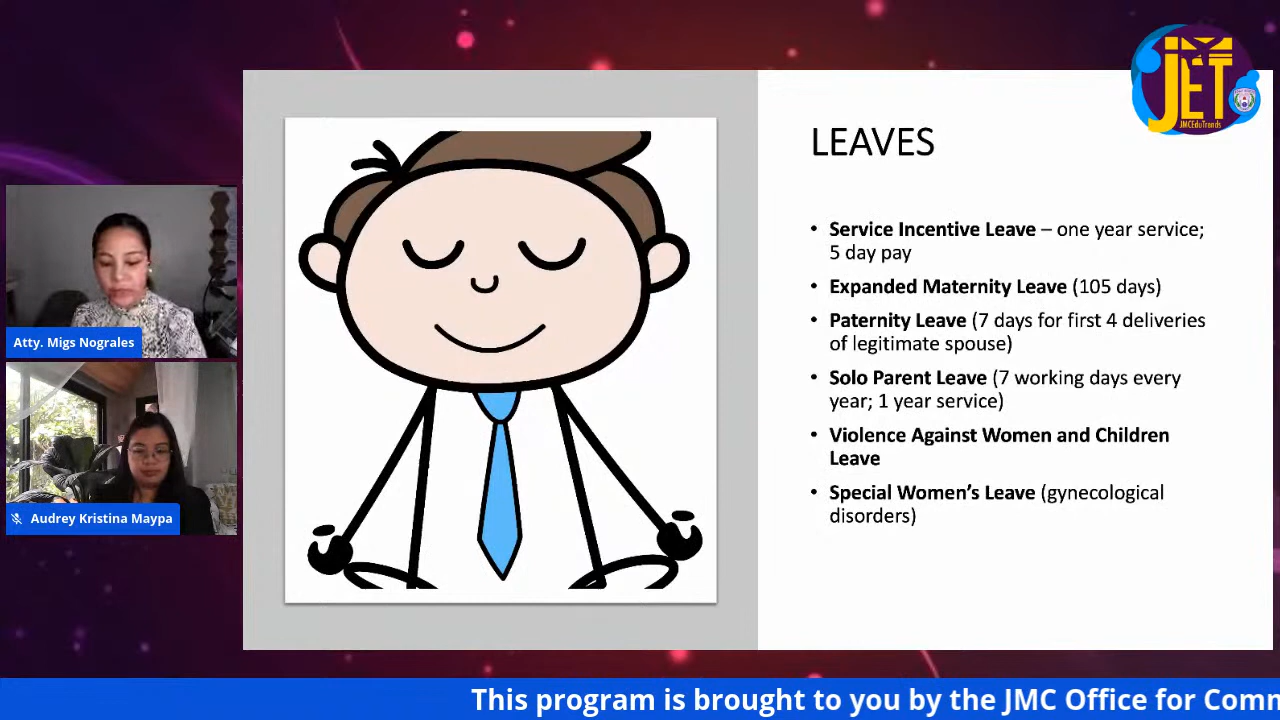 JET
JMCEduTrends
LEAVES
• Service Incentive Leave – one year service;
5 day pay
• Expanded Maternity Leave (105 days)
• Paternity Leave (7 days for first 4 deliveries
of legitimate spouse)
• Solo Parent Leave (7 working days every
year; 1 year service)
• Violence Against Women and Children
Leave
• Special Women’s Leave (gynecological
disorders)
Atty. Migs Nograles
Audrey Kristina Maypa
This program is brought to you by the JMC Office for Comm